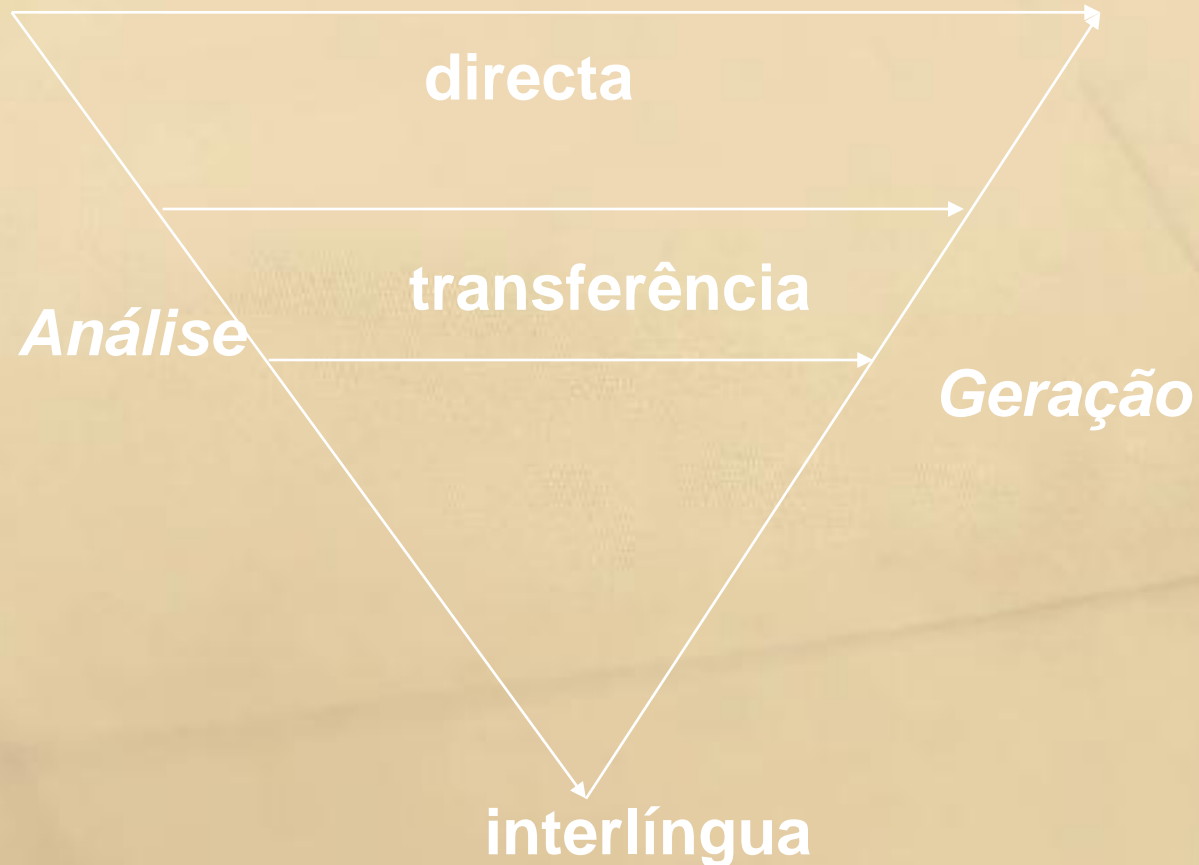 directa
transferência
Análise
Geração
interlíngua